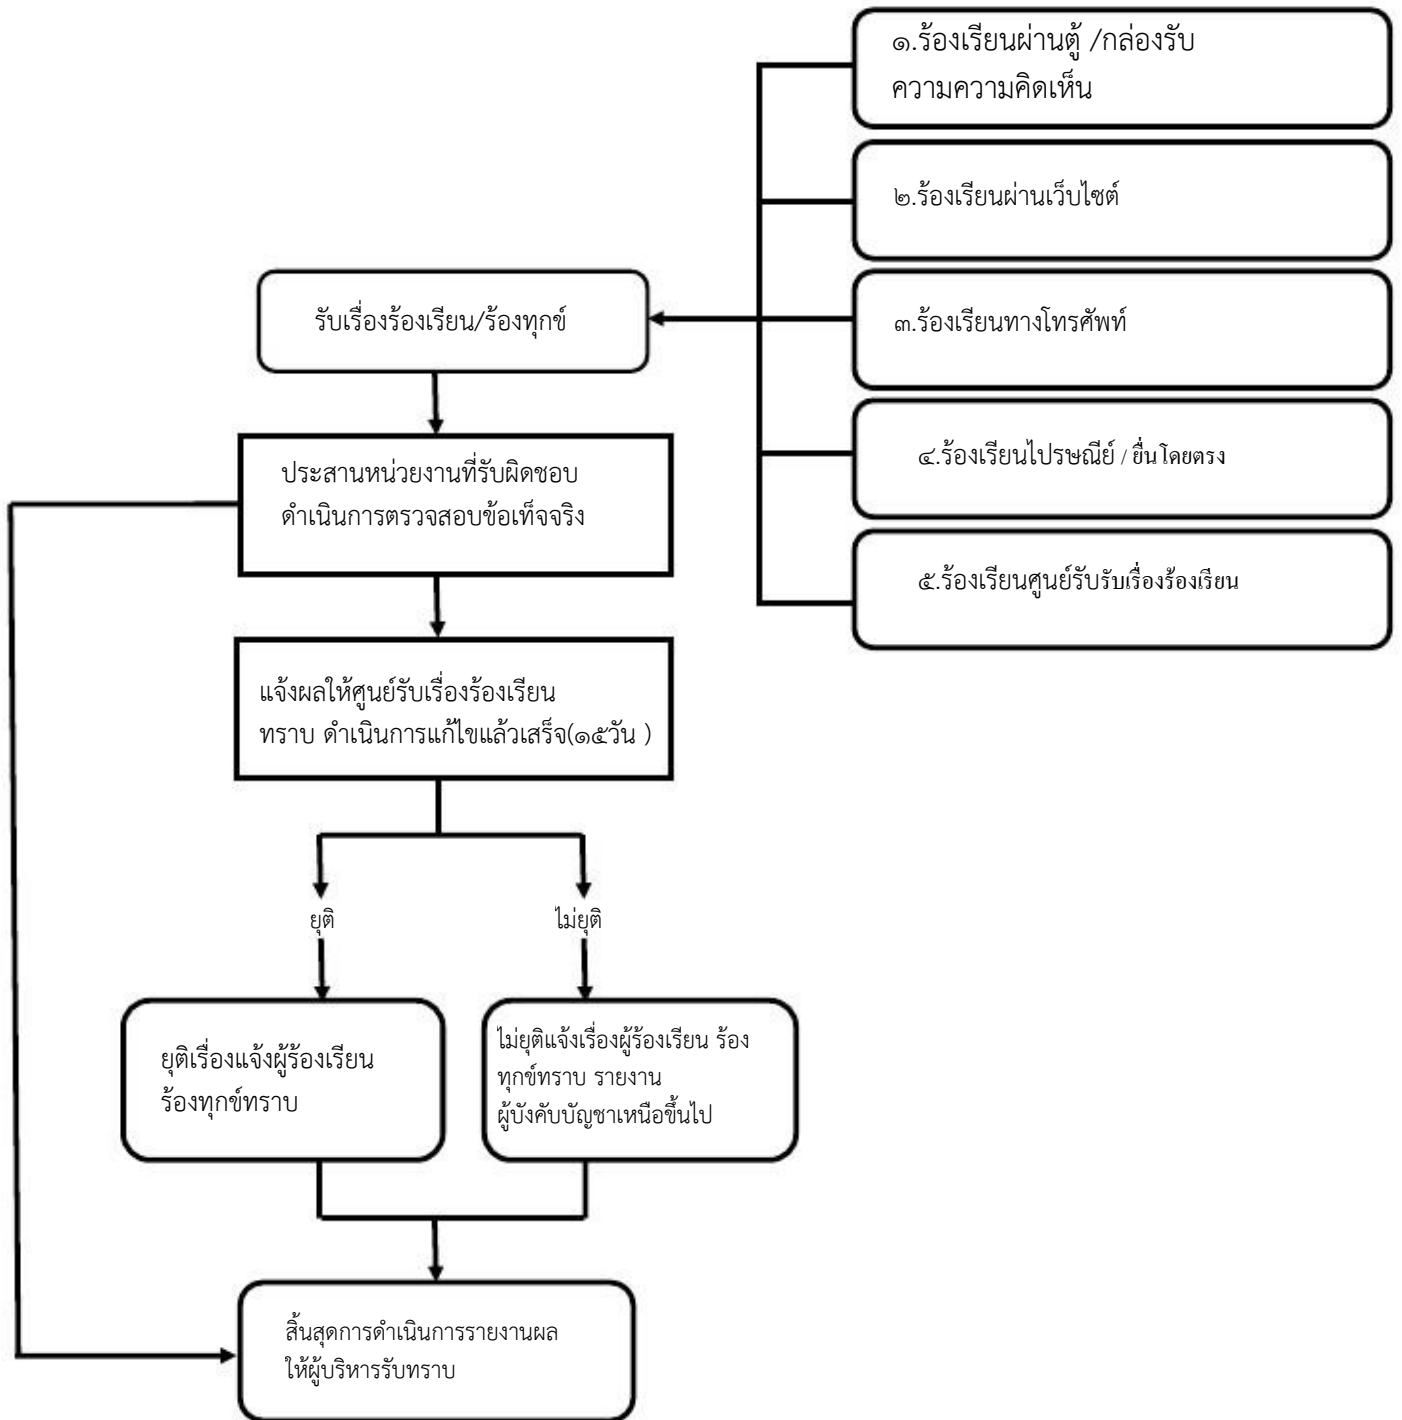 ๑.ร้องเรียนผ่านตู้ /กล่องรับ
ความความคิดเห็น
๒.ร้องเรียนผ่านเว็บไซต์
๓.ร้องเรียนทางโทรศัพท์
๔.ร้องเรียนไปรษณีย์ / ยื่นโดยตรง
๕.ร้องเรียนศูนย์รับรับเรื่องร้องเรียน
รับเรื่องร้องเรียน/ร้องทุกข์
ประสานหน่วยงานที่รับผิดชอบ
ดำเนินการตรวจสอบข้อเท็จจริง
แจ้งผลให้ศูนย์รับเรื่องร้องเรียน
ทราบ ดำเนินการแก้ไขแล้วเสร็จ(๑๕วัน )
ยุติ
ไม่ยุติ
ยุติเรื่องแจ้งผู้ร้องเรียน
ร้องทุกข์ทราบ
ไม่ยุติแจ้งเรื่องผู้ร้องเรียน ร้อง
ทุกข์ทราบ รายงาน
ผู้บังคับบัญชาเหนือขึ้นไป
สิ้นสุดการดำเนินการรายงานผล
ให้ผู้บริหารรับทราบ